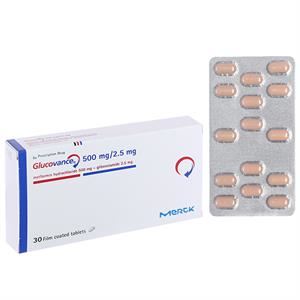 Rx Prescription Drug
Glucovance® 500 mg/2.5 mg
metformin hydrochloride 500 mg + glibenclamide 2.5 mg
30 Film coated tablets
MERCK